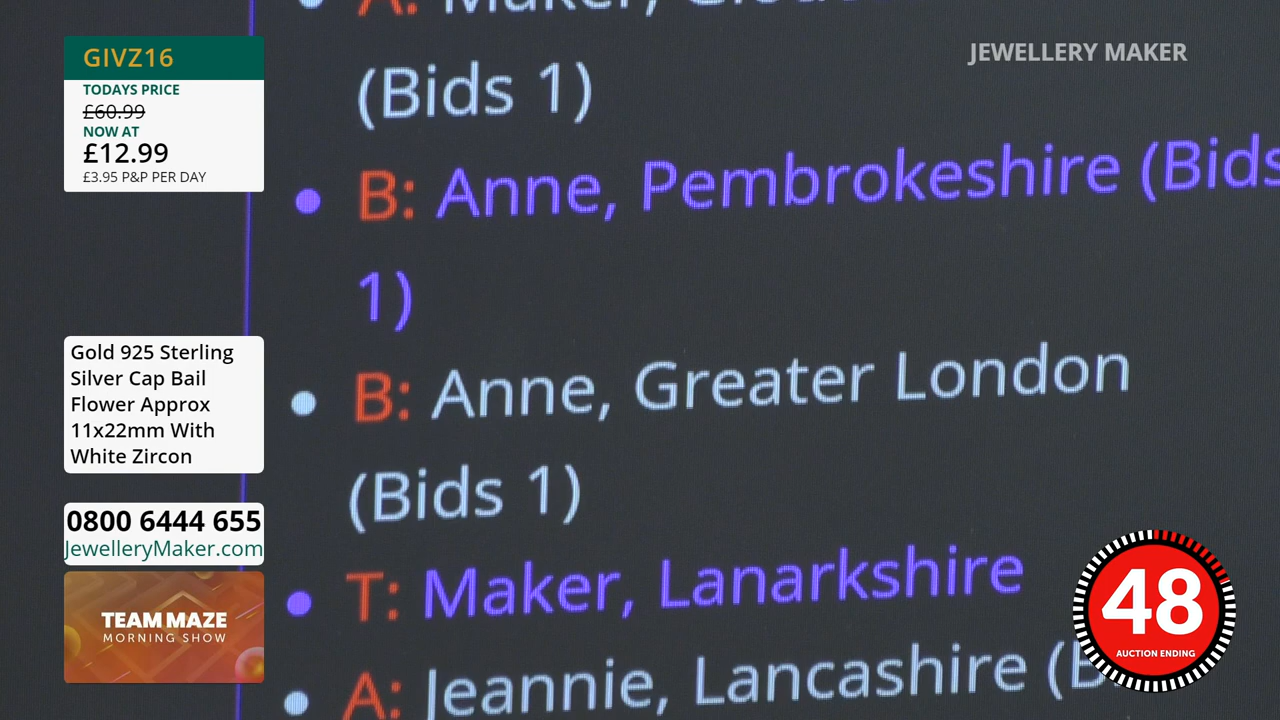 GIVZ16
TODAYS PRICE
£60.99
NOW AT
£12.99
£3.95 P&P PER DAY
JEWELLERY MAKER
A: Maker,
(Bids 1)
B: Anne, Pembrokeshire (Bids
1)
B: Anne, Greater London
(Bids 1)
T: Maker, Lanarkshire
A: Jeannie, Lancashire
Gold 925 Sterling
Silver Cap Bail
Flower Approx
11x22mm With
White Zircon
0800 6444 655
JewelleryMaker.com
TEAM MAZE
MORNING SHOW
48
AUCTION ENDING